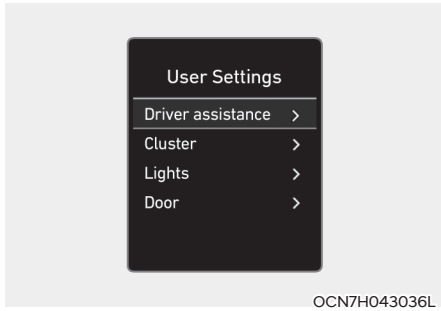 User Settings
Driver assistance >
Cluster >
Lights >
Door >
OCN7H043036L